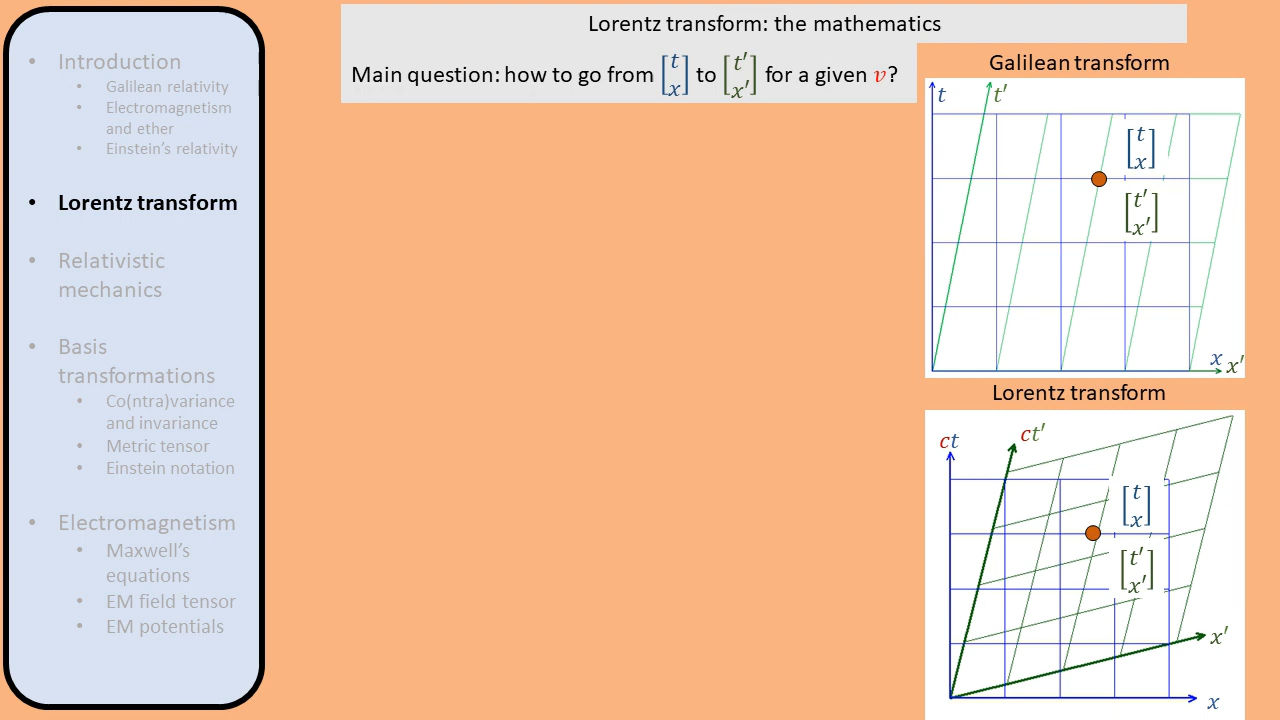 • Introduction
• Galilean relativity
• Electromagnetism
and ether
• Einstein's relativity
• Lorentz transform
• Relativistic
mechanics
• Basis
transformations
• Co(ntra)variance
and invariance
• Metric tensor
• Einstein notation
• Electromagnetism
• Maxwell's
equations
• EM field tensor
• EM potentials
Lorentz transform: the mathematics
Main question: how to go from [t x] to [t′ x′] for a given v?
Galilean transform
t t′
[t x]
[t′ x′]
x x′
Lorentz transform
ct ct′
[t x]
[t′ x′]
x′
x